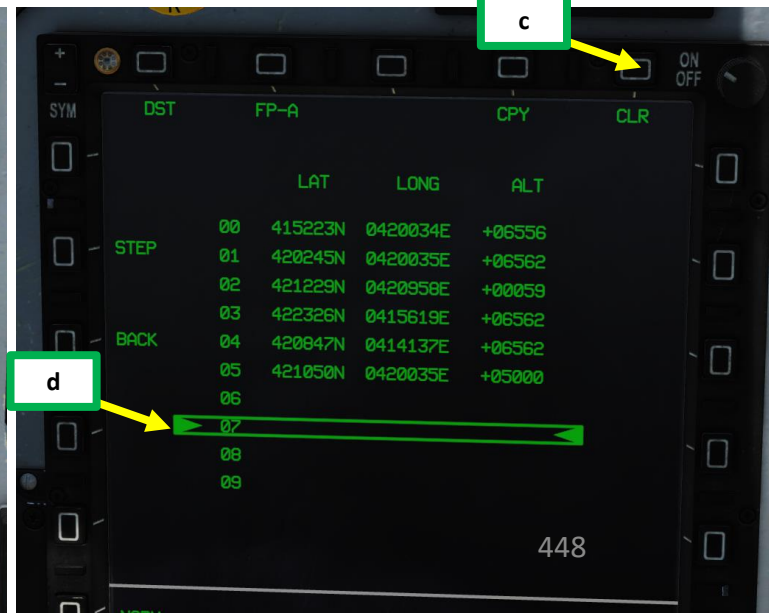 c
+
-
SYM
ON
OFF
DST FP-A CPY CLR
LAT LONG ALT
00 415223N 0420034E +06556
STEP
01 420245N 0420035E +06562
02 421229N 0420958E +00059
03 422326N 0415619E +06562
BACK
04 420847N 0414137E +06562
05 421050N 0420035E +05000
d
06
07
08
09
448